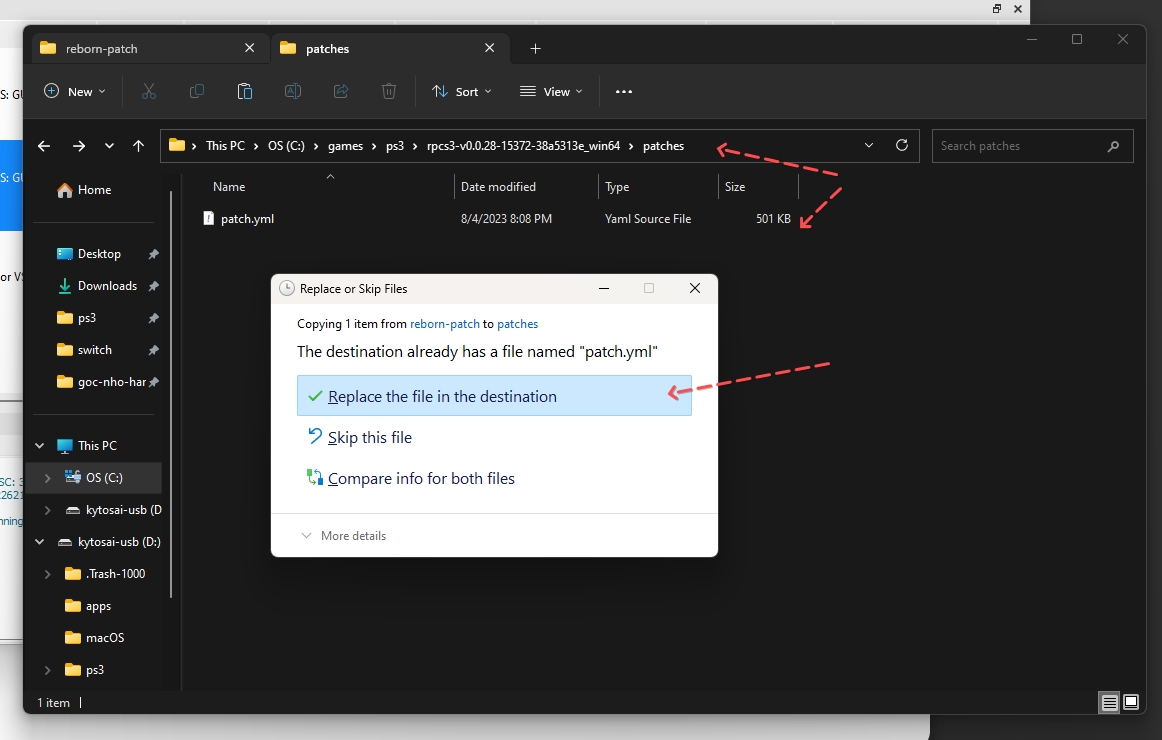 reborn-patch
patches
New
Sort
View
This PC > OS (C:) > games > ps3 > rpcs3-v0.0.28-15372-38a5313e_win64 > patches
Search patches
Name
Date modified
Type
Size
patch.yml
8/4/2023 8:08 PM
Yaml Source File
501 KB
Home
Desktop
Downloads
ps3
switch
goc-nho-har
This PC
OS (C:)
kytosai-usb (D
kytosai-usb (D:)
.Trash-1000
apps
macOS
ps3
1 item
Replace or Skip Files
Copying 1 item from reborn-patch to patches
The destination already has a file named "patch.yml"
Replace the file in the destination
Skip this file
Compare info for both files
More details
S: GU
S: GU
or VS
SC: 3
2621
nning